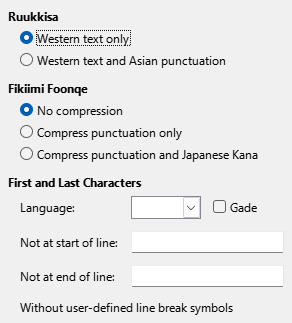 Ruukkisa
Western text only
Western text and Asian punctuation
Fikiimi Foonqe
No compression
Compress punctuation only
Compress punctuation and Japanese Kana
First and Last Characters
Language: Gade
Not at start of line:
Not at end of line:
Without user-defined line break symbols